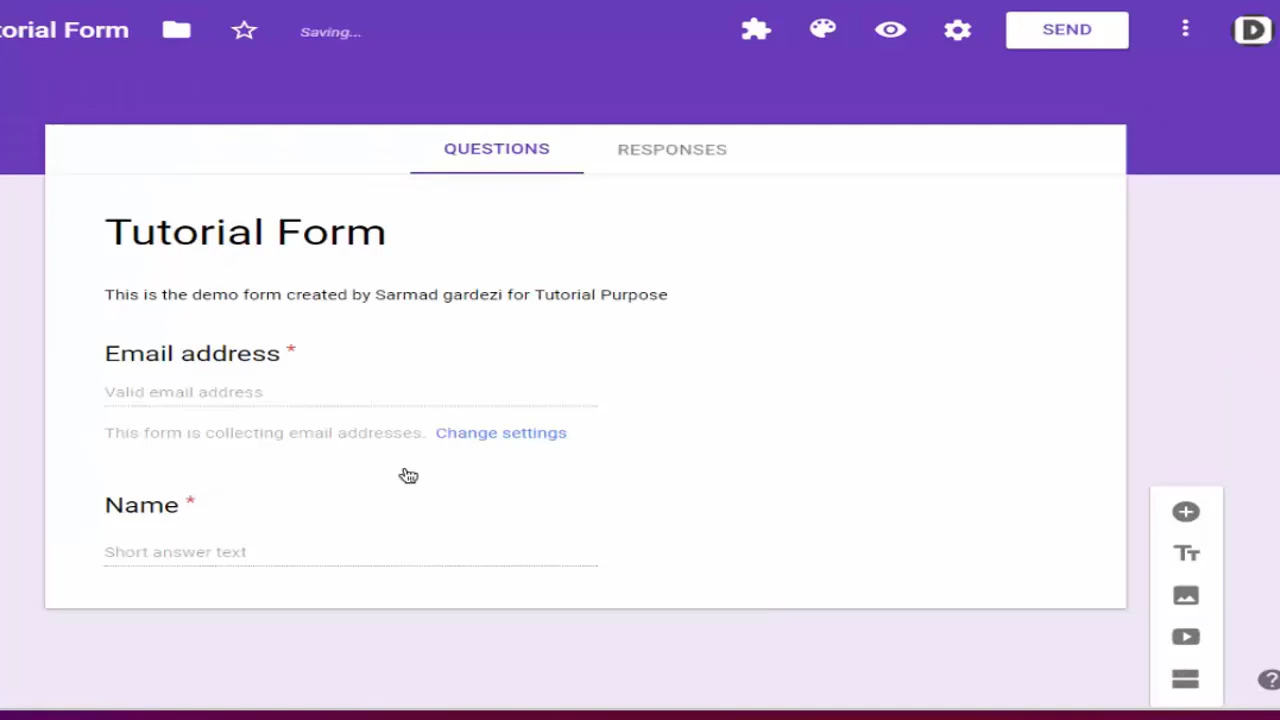 torial Form
Saving...
SEND
QUESTIONS
RESPONSES
Tutorial Form
This is the demo form created by Sarmad gardezi for Tutorial Purpose
Email address *
Valid email address
This form is collecting email addresses. Change settings
Name *
Short answer text